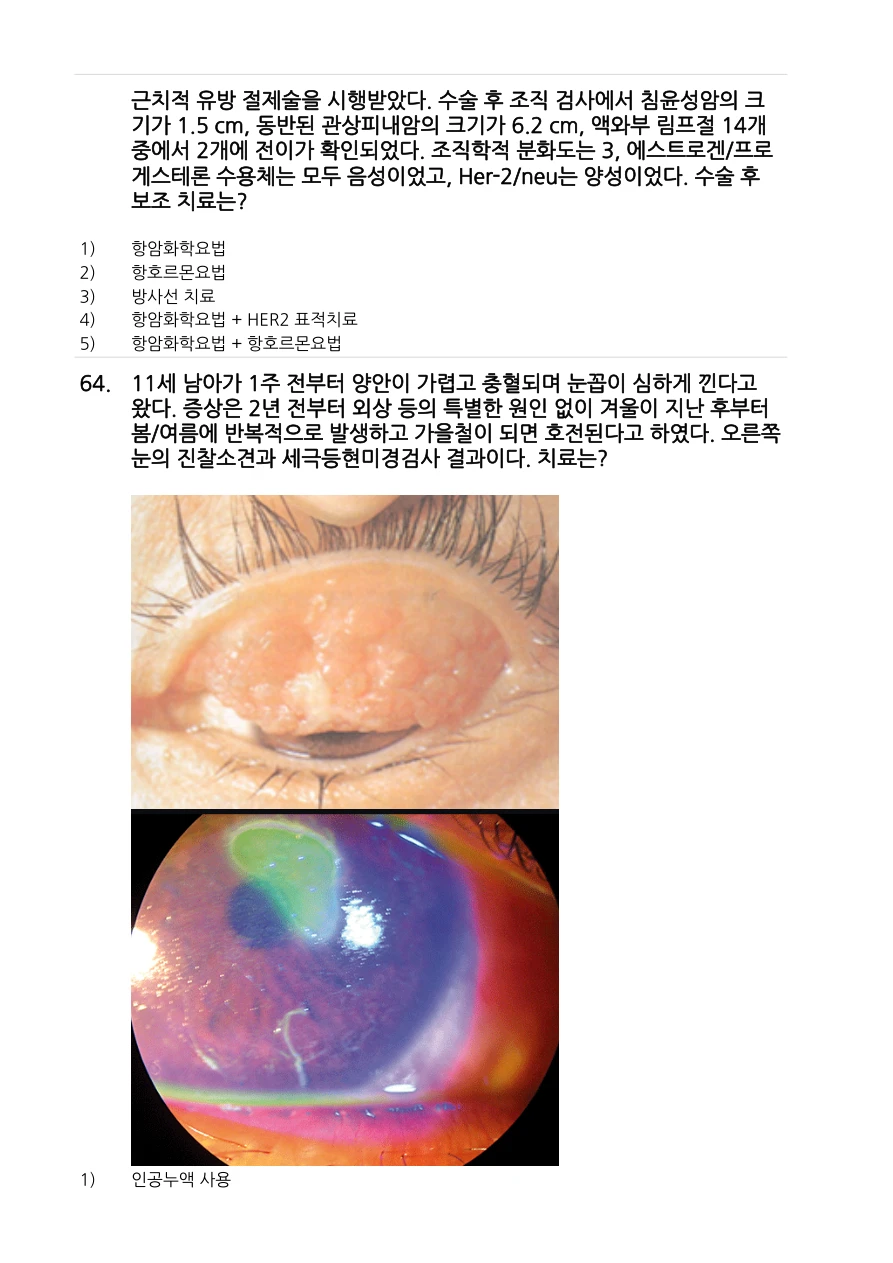 근치적 유방 절제술을 시행받았다. 수술 후 조직 검사에서 침윤성암의 크
기가 1.5 cm, 동반된 관상피내암의 크기가 6.2 cm, 액와부 림프절 14개
중에서 2개에 전이가 확인되었다. 조직학적 분화도는 3, 에스트로겐/프로
게스테론 수용체는 모두 음성이었고, Her-2/neu는 양성이었다. 수술 후
보조 치료는?
1) 항암화학요법
2) 항호르몬요법
3) 방사선 치료
4) 항암화학요법 + HER2 표적치료
5) 항암화학요법 + 항호르몬요법
64. 11세 남아가 1주 전부터 양안이 가렵고 충혈되며 눈꼽이 심하게 낀다고
왔다. 증상은 2년 전부터 외상 등의 특별한 원인 없이 겨울이 지난 후부터
봄/여름에 반복적으로 발생하고 가을철이 되면 호전된다고 하였다. 오른쪽
눈의 진찰소견과 세극등현미경검사 결과이다. 치료는?
1) 인공누액 사용